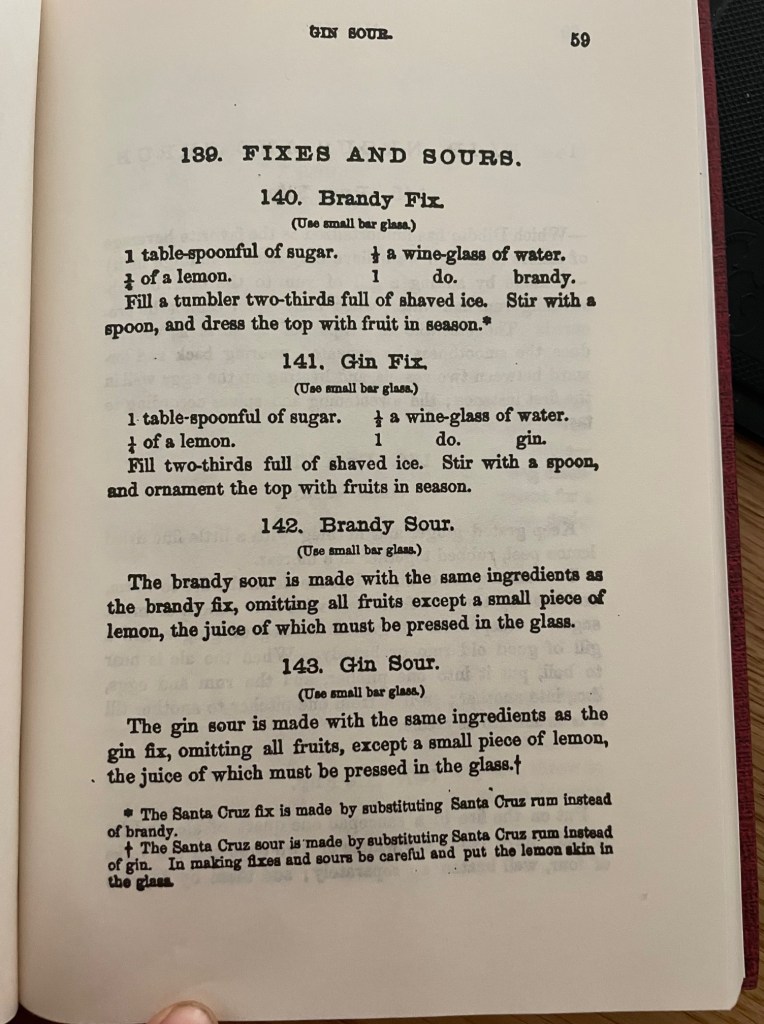 GIN SOUR.
59
139. FIXES AND SOURS.
140. Brandy Fix.
(Use small bar glass.)
1 table-spoonful of sugar. ½ a wine-glass of water.
¼ of a lemon. 1 do. brandy.
Fill a tumbler two-thirds full of shaved ice. Stir with a
spoon, and dress the top with fruit in season.*
141. Gin Fix.
(Use small bar glass.)
1 table-spoonful of sugar. ½ a wine-glass of water.
¼ of a lemon. 1 do. gin.
Fill two-thirds full of shaved ice. Stir with a spoon,
and ornament the top with fruits in season.
142. Brandy Sour.
(Use small bar glass.)
The brandy sour is made with the same ingredients as
the brandy fix, omitting all fruits except a small piece of
lemon, the juice of which must be pressed in the glass.
143. Gin Sour.
(Use small bar glass.)
The gin sour is made with the same ingredients as the
gin fix, omitting all fruits, except a small piece of lemon,
the juice of which must be pressed in the glass.†
* The Santa Cruz fix is made by substituting Santa Cruz rum instead
of brandy.
† The Santa Cruz sour is made by substituting Santa Cruz rum instead
of gin. In making fixes and sours be careful and put the lemon skin in
the glass.